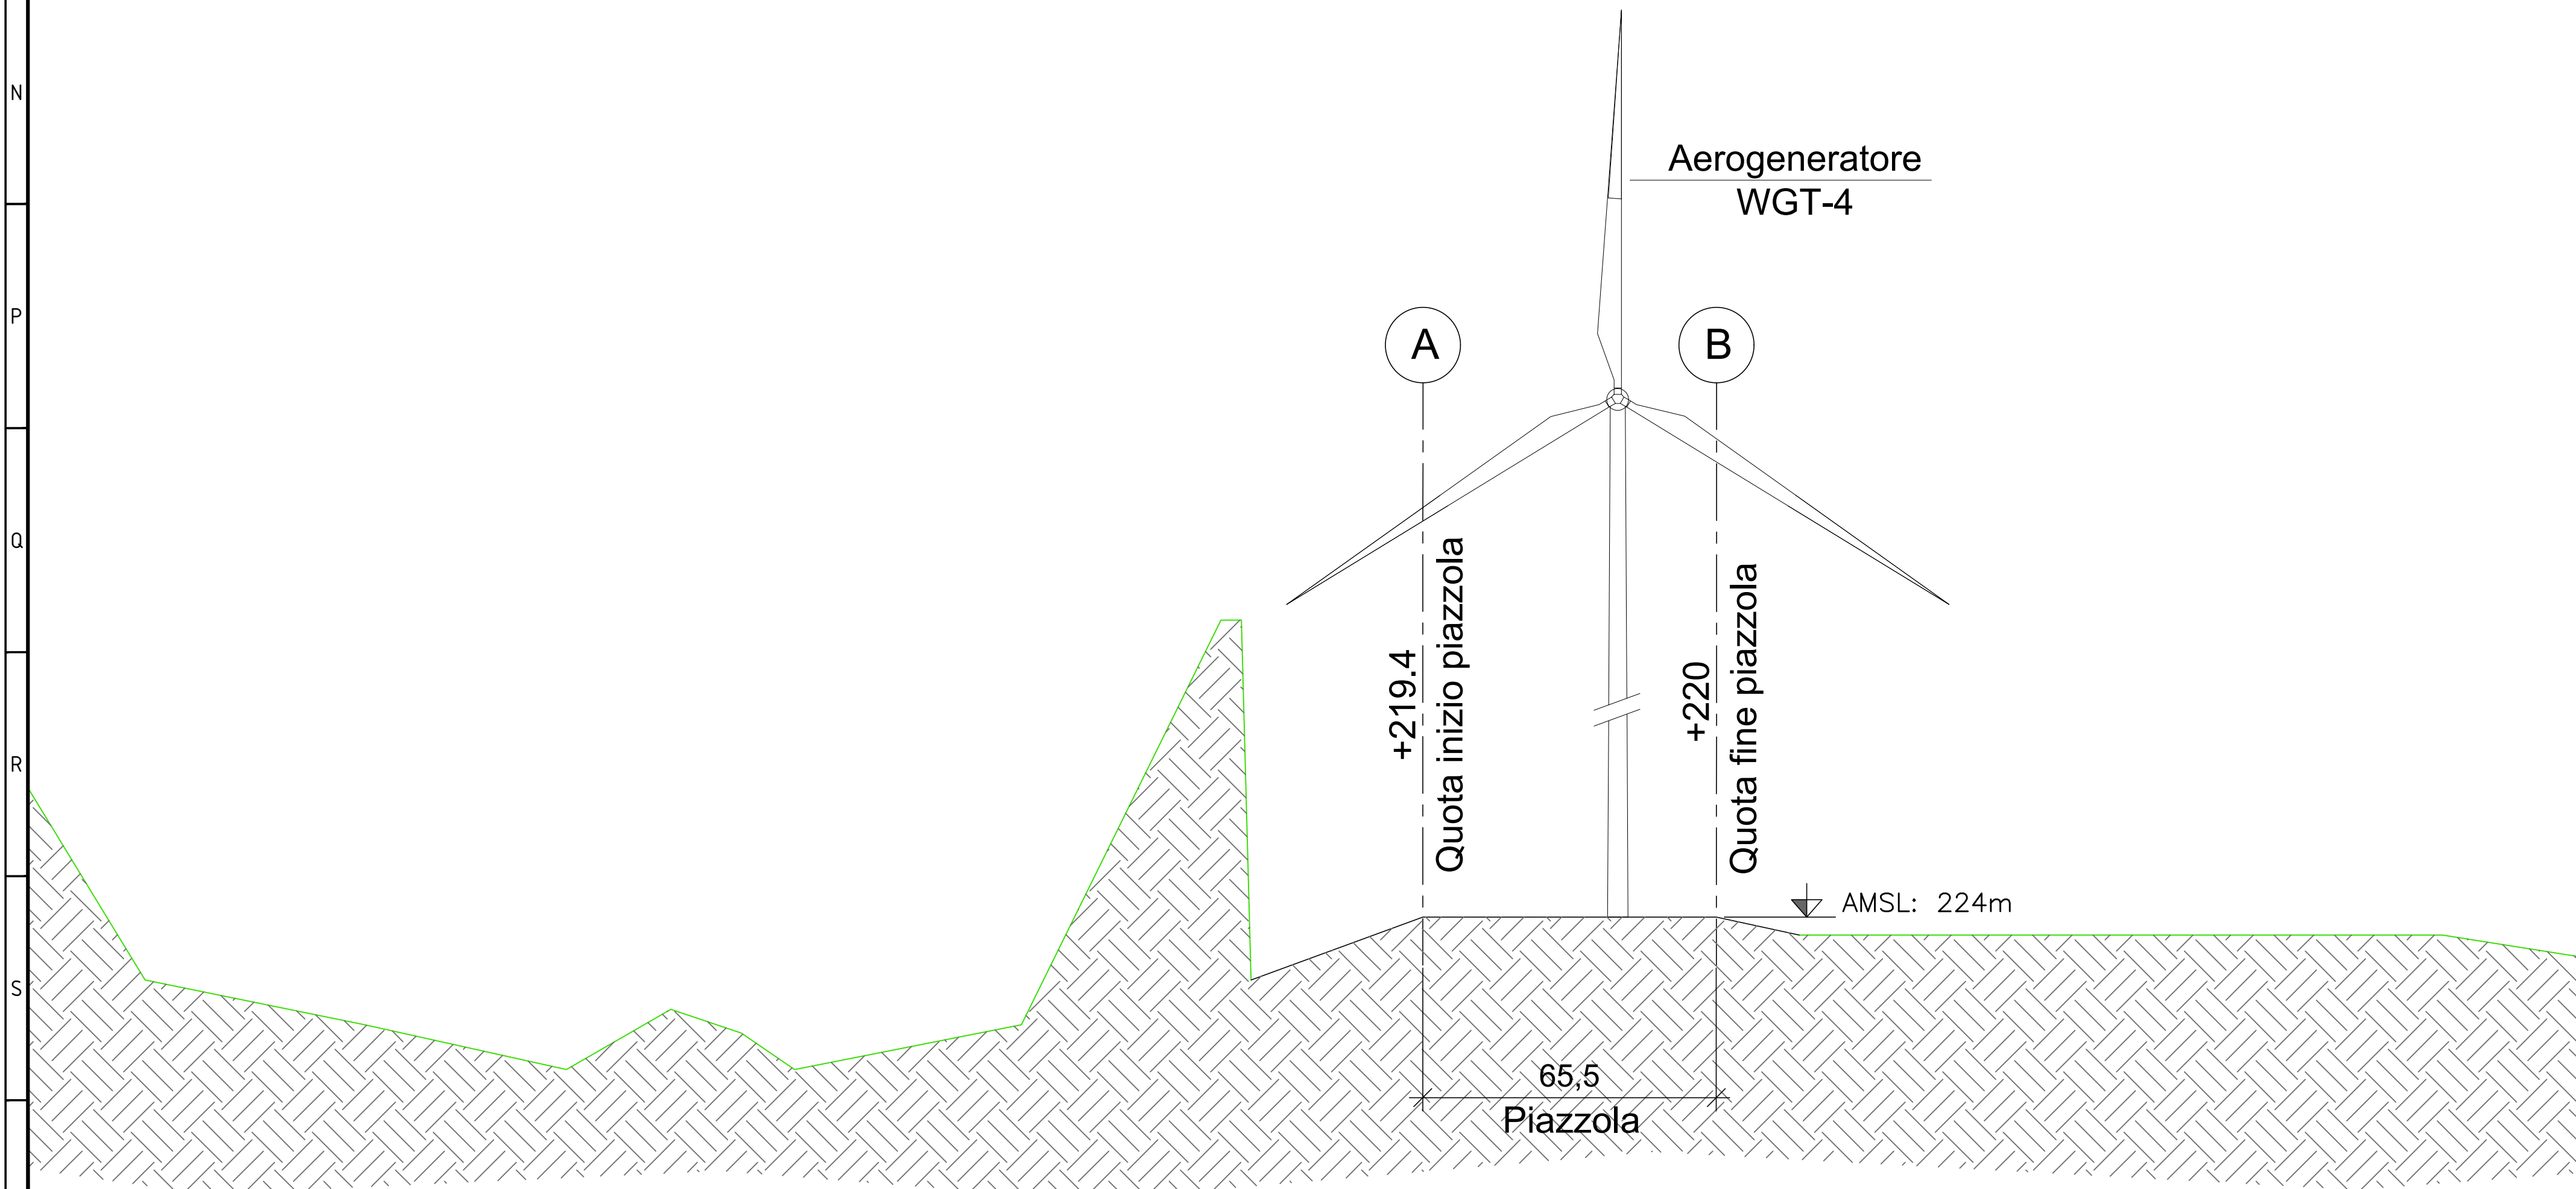 N
P
Q
R
S
Aerogeneratore
WGT-4
A
B
+219.4
Quota inizio piazzola
+220
Quota fine piazzola
AMSL: 224m
65,5
Piazzola